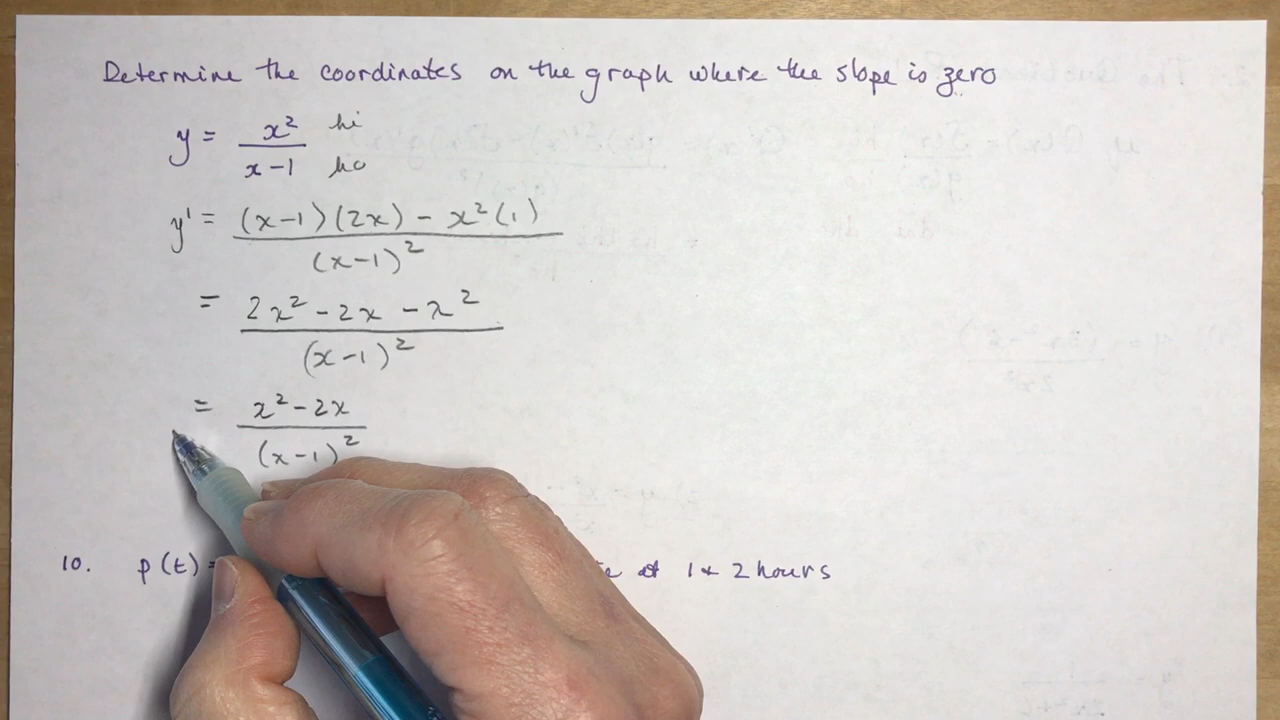 Determine the coordinates on the graph where the slope is zero
y = x² / x-1 hi ho
y' = (x-1)(2x) - x²(1) / (x-1)²
= 2x² - 2x - x² / (x-1)²
= x² - 2x / (x-1)²
10. p(t) = at 1 & 2 hours